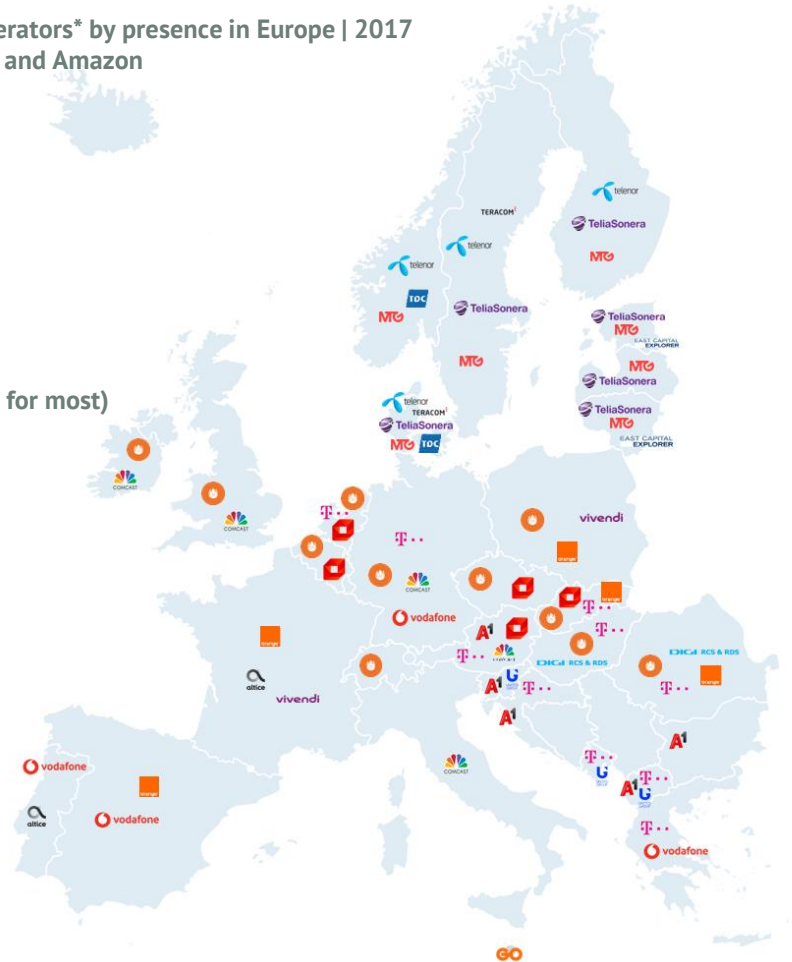 erators* by presence in Europe | 2017
and Amazon
telenor
TERACOM
TeliaSonera
telenor
MTG
telenor
TDC
TeliaSonera
MTG
TeliaSonera
MTG
EAST CAPITAL
EXPLORER
MTG
MTG
TeliaSonera
for most)
telenor
TERACOM
TeliaSonera
TeliaSonera
MTG
MTG
TDC
EAST CAPITAL
EXPLORER
COMCAST
COMCAST
T
vivendi
T
orange
COMCAST
orange
T
vodafone
A1
T
orange
T
COMCAST
DIGI RCS & RDS
DIGI RCS & RDS
altice
A1
T
T
orange
vivendi
A1
A1
vodafone
COMCAST
T
orange
A1
T
altice
vodafone
T
vodafone
GO